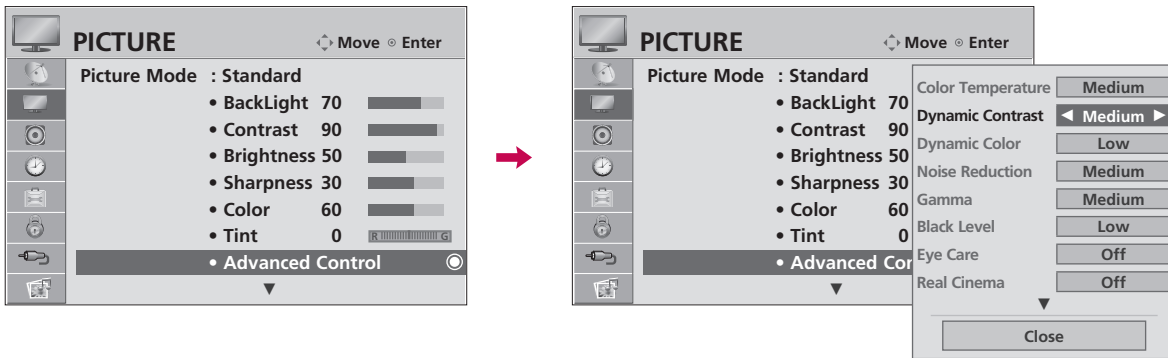 PICTURE
Move Enter
Picture Mode : Standard
• BackLight 70
• Contrast 90
• Brightness 50
• Sharpness 30
• Color 60
• Tint 0 R G
• Advanced Control
PICTURE
Move Enter
Picture Mode : Standard
• BackLight 70
• Contrast 90
• Brightness 50
• Sharpness 30
• Color 60
• Tint 0
• Advanced Con
Color Temperature Medium
Dynamic Contrast Medium
Dynamic Color Low
Noise Reduction Medium
Gamma Medium
Black Level Low
Eye Care Off
Real Cinema Off
Close